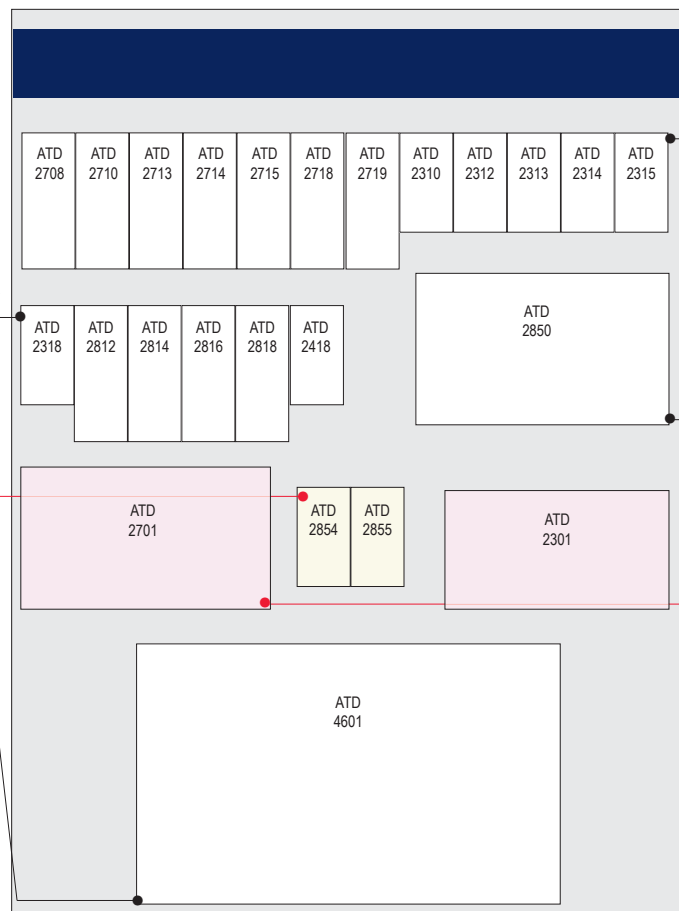 ATD
2708
ATD
2710
ATD
2713
ATD
2714
ATD
2715
ATD
2718
ATD
2719
ATD
2310
ATD
2312
ATD
2313
ATD
2314
ATD
2315
ATD
2850
ATD
2318
ATD
2812
ATD
2814
ATD
2816
ATD
2818
ATD
2418
ATD
2701
ATD
2854
ATD
2855
ATD
2301
ATD
4601